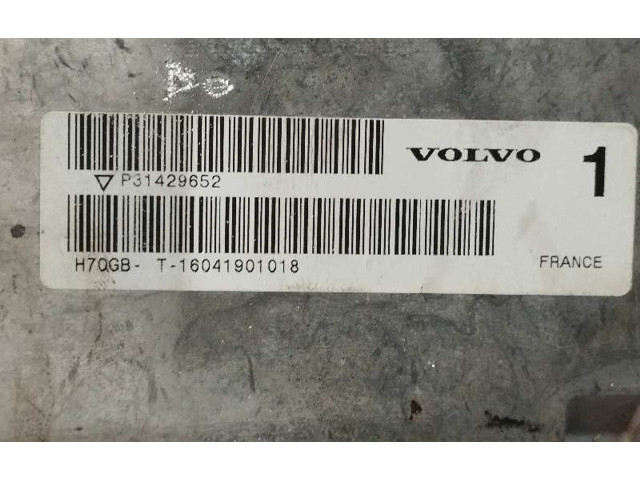 VOLVO 1
▽ P31429652
H7QGB- T-16041901018
FRANCE